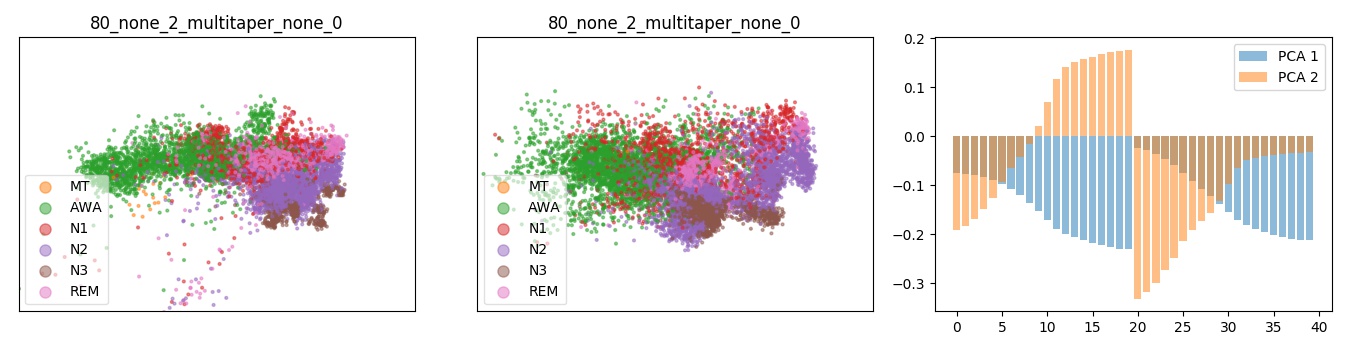 80_none_2_multitaper_none_0
MT
AWA
N1
N2
N3
REM
80_none_2_multitaper_none_0
MT
AWA
N1
N2
N3
REM
0.2
0.1
0.0
−0.1
−0.2
−0.3
PCA 1
PCA 2
0 5 10 15 20 25 30 35 40